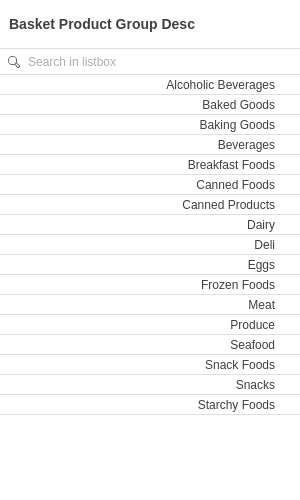 Basket Product Group Desc
Search in listbox
Alcoholic Beverages
Baked Goods
Baking Goods
Beverages
Breakfast Foods
Canned Foods
Canned Products
Dairy
Deli
Eggs
Frozen Foods
Meat
Produce
Seafood
Snack Foods
Snacks
Starchy Foods